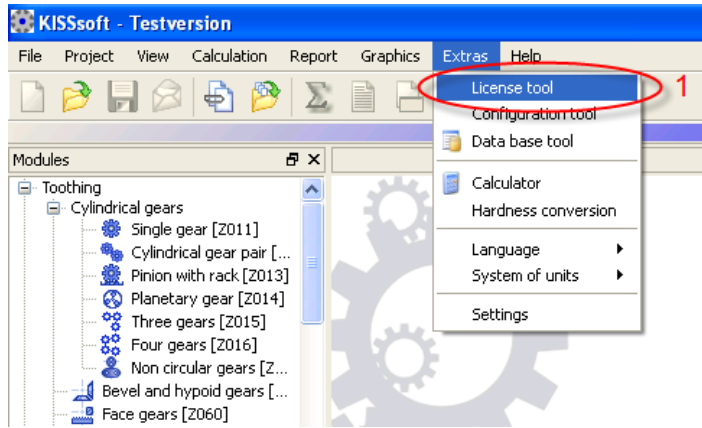 KISSsoft - Testversion
File Project View Calculation Report Graphics Extras Help
License tool 1
Configuration tool
Data base tool
Calculator
Hardness conversion
Language
System of units
Settings
Modules
Toothing
Cylindrical gears
Single gear [Z011]
Cylindrical gear pair [...
Pinion with rack [Z013]
Planetary gear [Z014]
Three gears [Z015]
Four gears [Z016]
Non circular gears [Z...
Bevel and hypoid gears [...
Face gears [Z060]